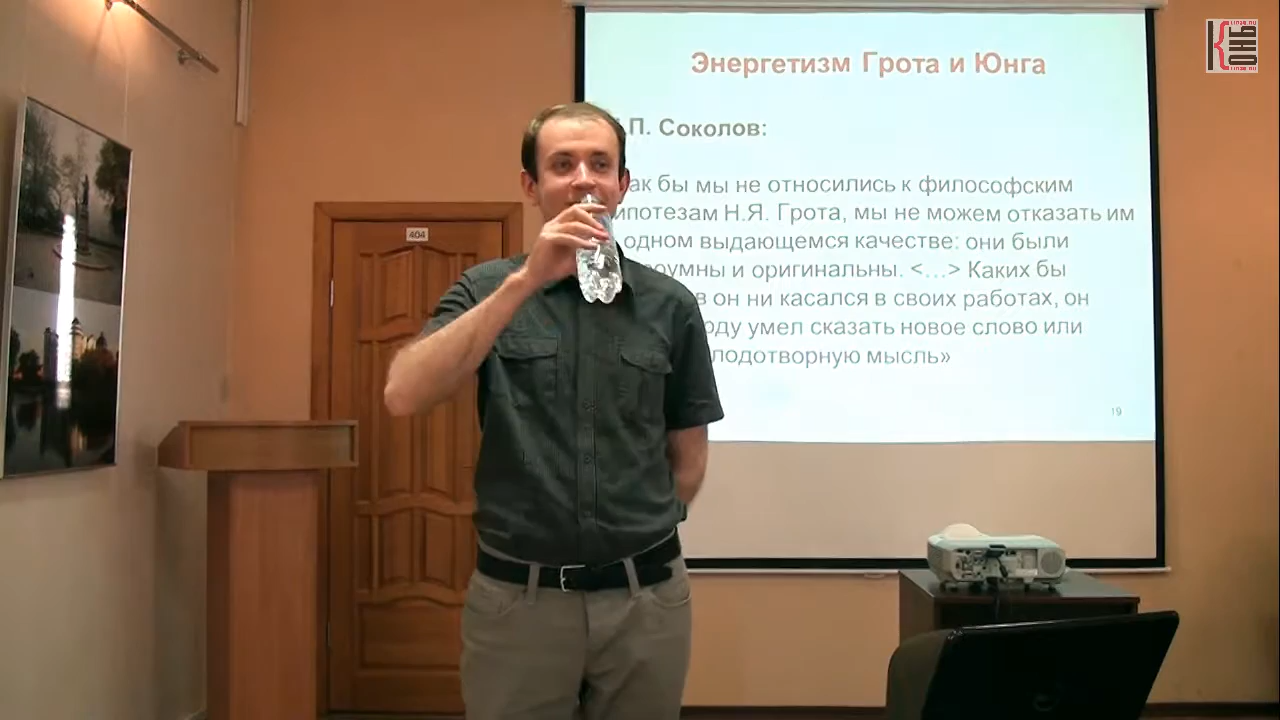 Энергетизм Грота и Юнга
.П. Соколов:
ак бы мы не относились к философским
ипотезам Н.Я. Грота, мы не можем отказать им
одном выдающемся качестве: они были
оумны и оригинальны. <...> Каких бы
в он ни касался в своих работах, он
оду умел сказать новое слово или
лодотворную мысль»
19
404